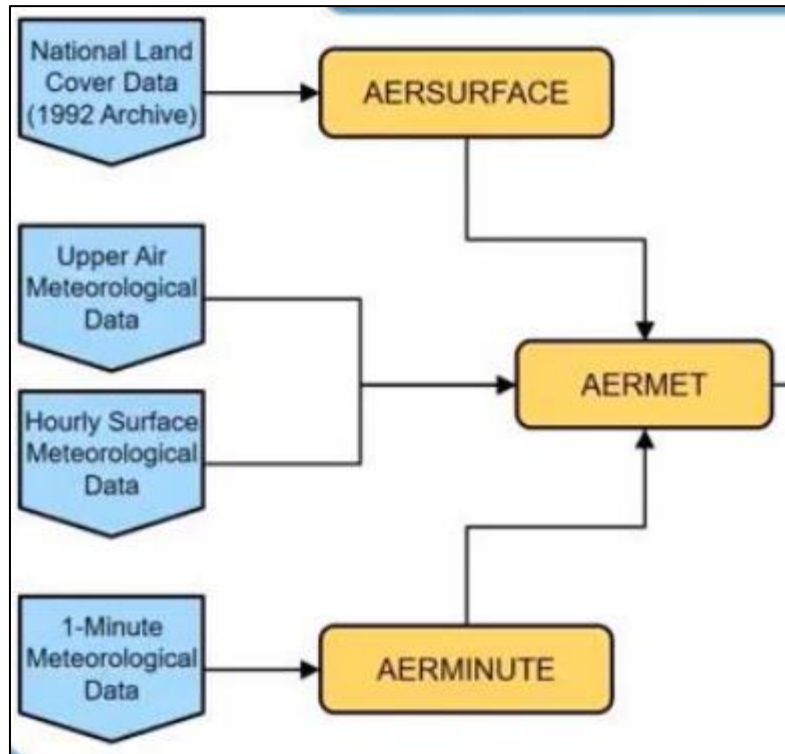 National Land
Cover Data
(1992 Archive)
AERSURFACE
Upper Air
Meteorological
Data
AERMET
Hourly Surface
Meteorological
Data
1-Minute
Meteorological
Data
AERMINUTE